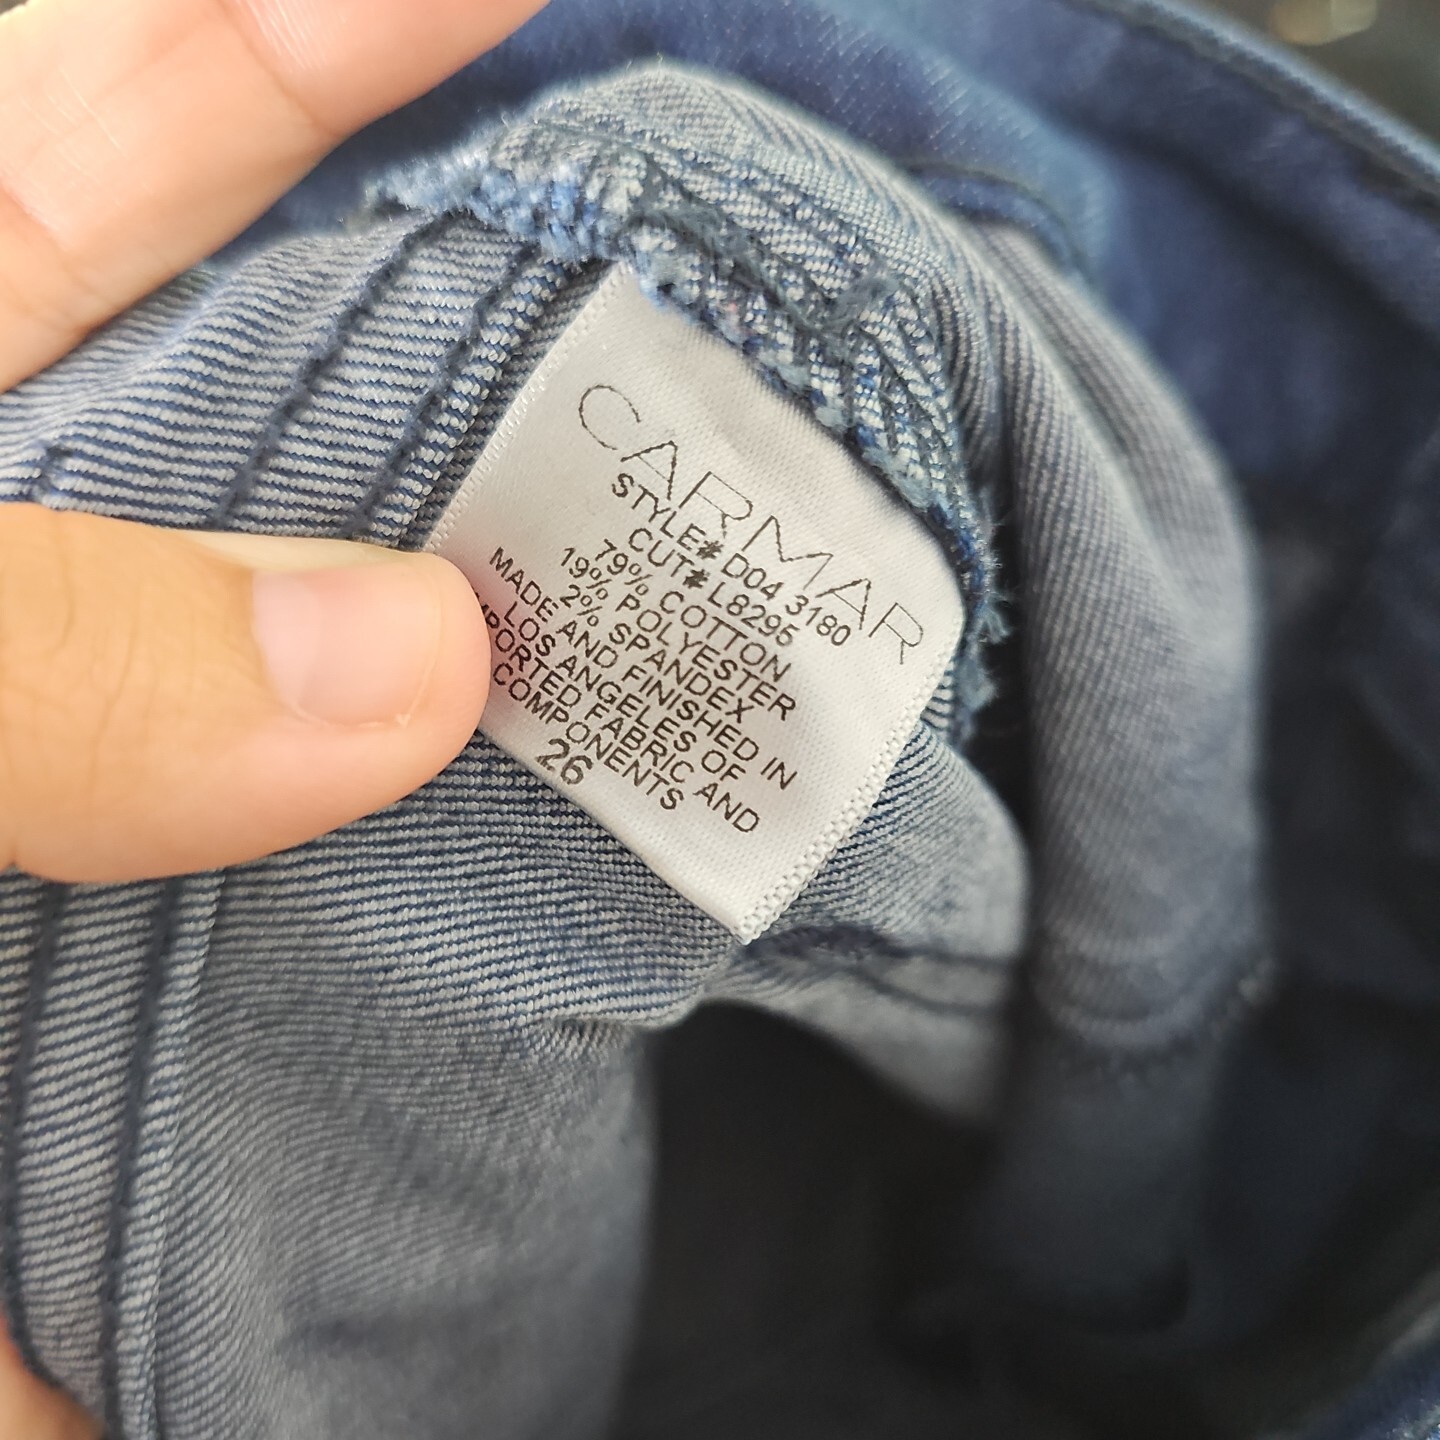 CARMAR
STYLE# D04 3180
CUT# L8295
79% COTTON
19% POLYESTER
2% SPANDEX
MADE AND FINISHED IN
LOS ANGELES OF
MPORTED FABRIC AND
COMPONENTS
26